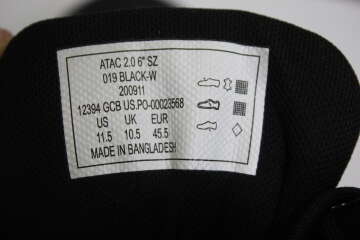 ATAC 2.0 6" SZ
019 BLACK-W
200911
12394 GCB US.PO-00023568
US UK EUR
11.5 10.5 45.5
MADE IN BANGLADESH